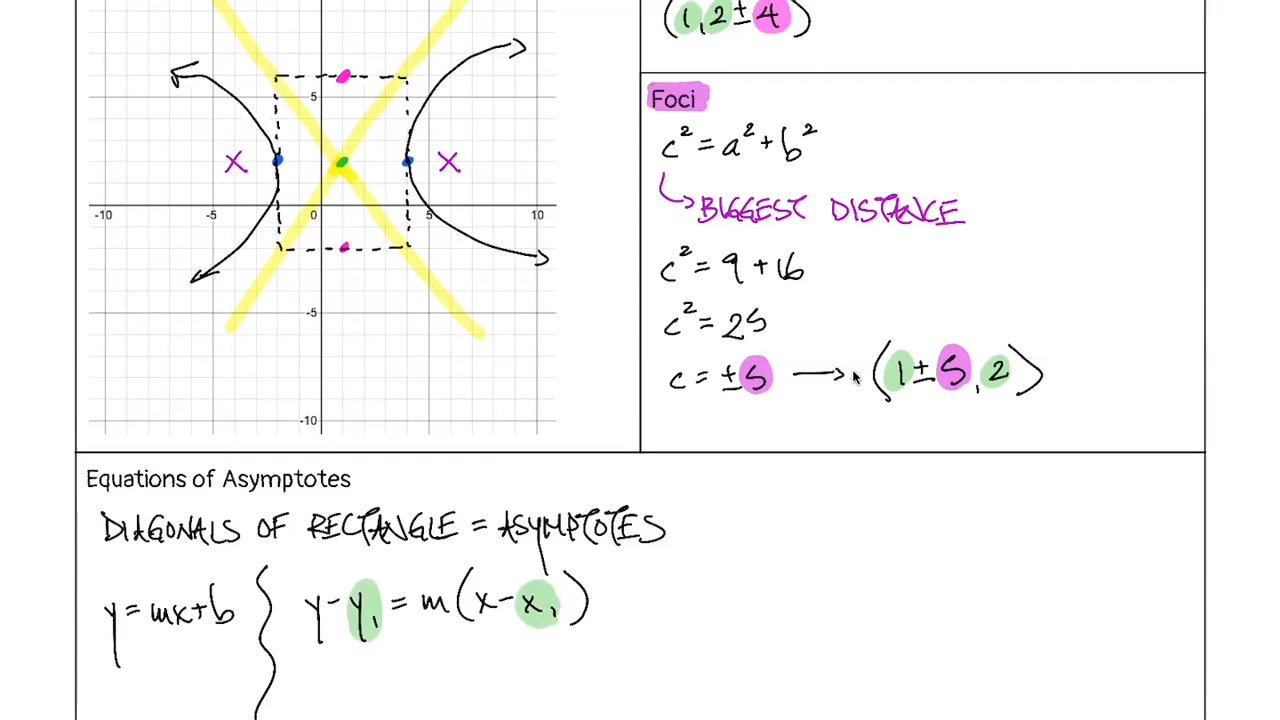 (1, 2 ± 4)
5
-10 -5 0 5 10
-5
-10
Foci
c² = a² + b²
BIGGEST DISTANCE
c² = 9 + 16
c² = 25
c = ±5 → (1 ± 5, 2)
Equations of Asymptotes
DIAGONALS OF RECTANGLE = ASYMPTOTES
y = mx + b
y - y₁ = m(x - x₁)